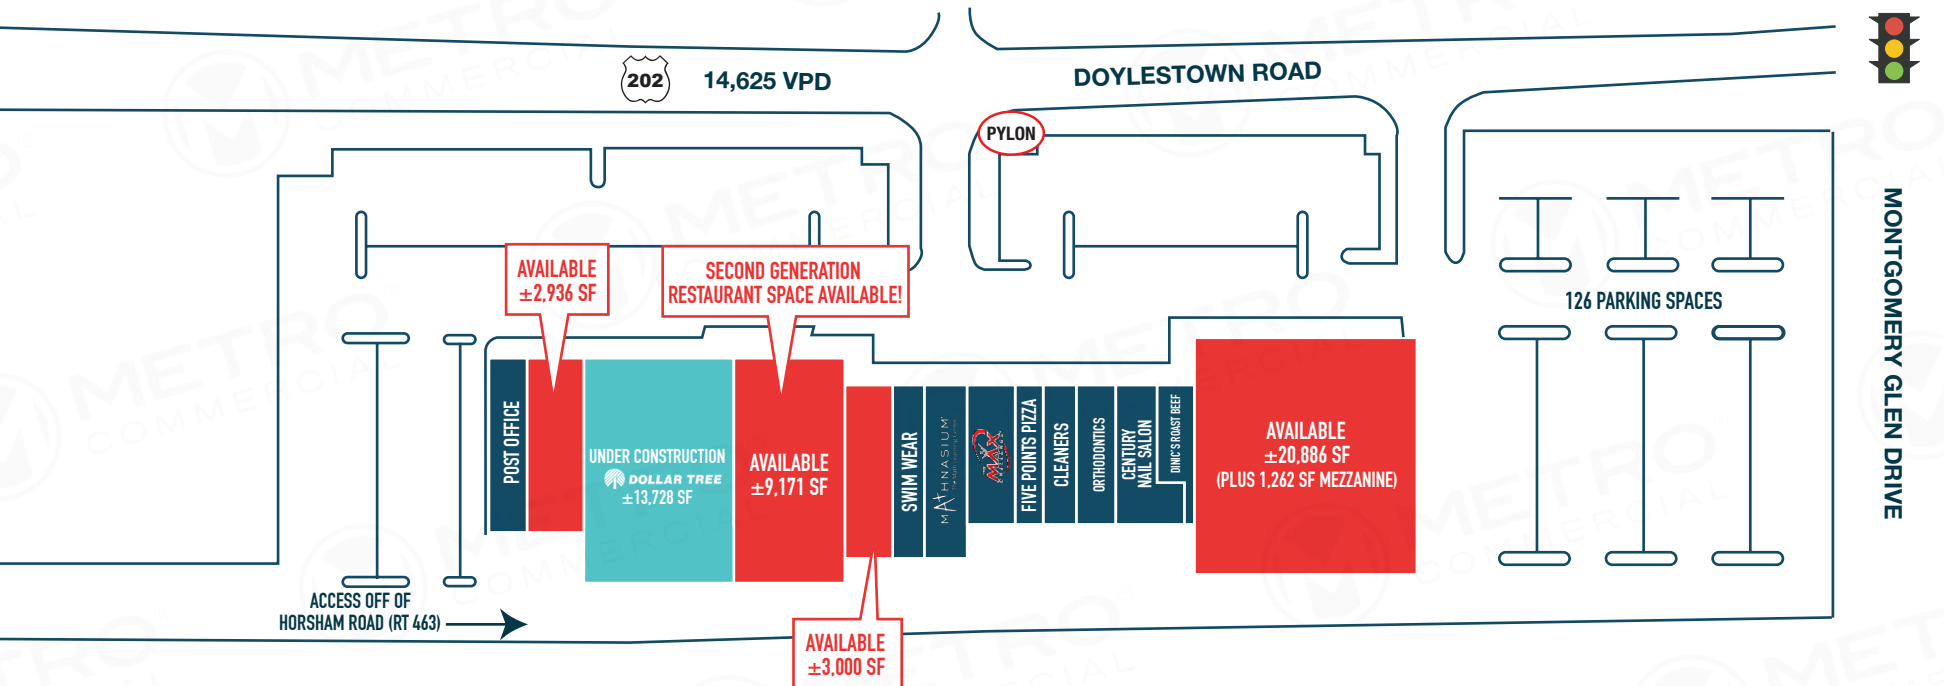 202
14,625 VPD
DOYLESTOWN ROAD
PYLON
MONTGOMERY GLEN DRIVE
126 PARKING SPACES
AVAILABLE
±2,936 SF
SECOND GENERATION
RESTAURANT SPACE AVAILABLE!
POST OFFICE
UNDER CONSTRUCTION
DOLLAR TREE
±13,728 SF
AVAILABLE
±9,171 SF
SWIM WEAR
MATHNASIUM
MAX
FIVE POINTS PIZZA
CLEANERS
ORTHODONTICS
CENTURY
NAIL SALON
DINIC'S ROAST BEEF
AVAILABLE
±20,886 SF
(PLUS 1,262 SF MEZZANINE)
ACCESS OFF OF
HORSHAM ROAD (RT 463)
AVAILABLE
±3,000 SF
METRO
COMMERCIAL